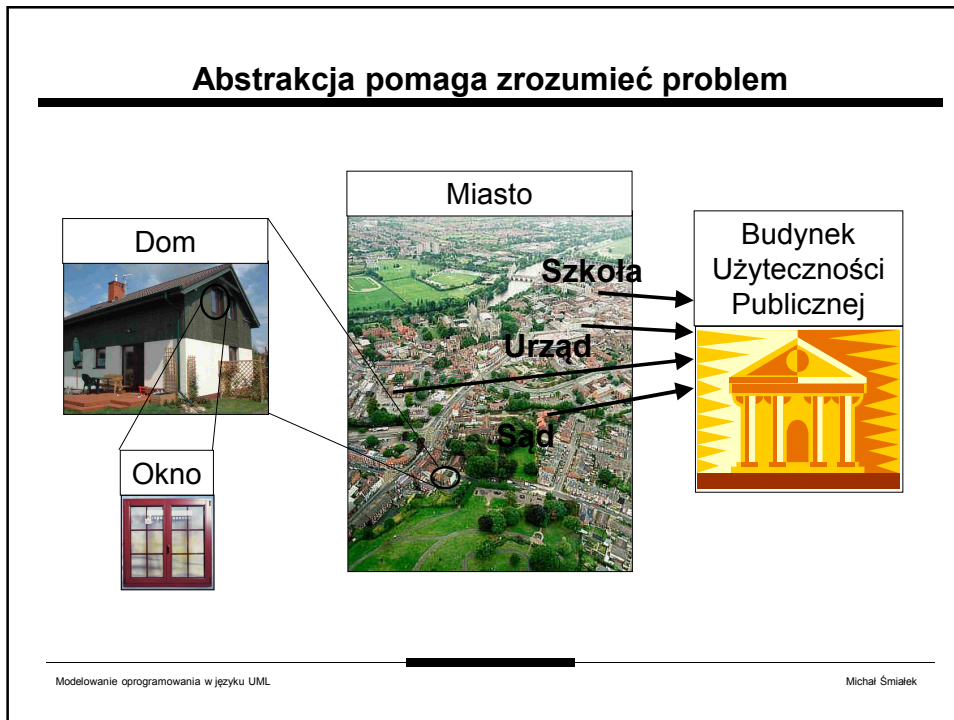 Abstrakcja pomaga zrozumieć problem
Miasto
Dom
Budynek
Użyteczności
Publicznej
Szkoła
Urząd
Sąd
Okno
Modelowanie oprogramowania w języku UML
Michał Śmiałek